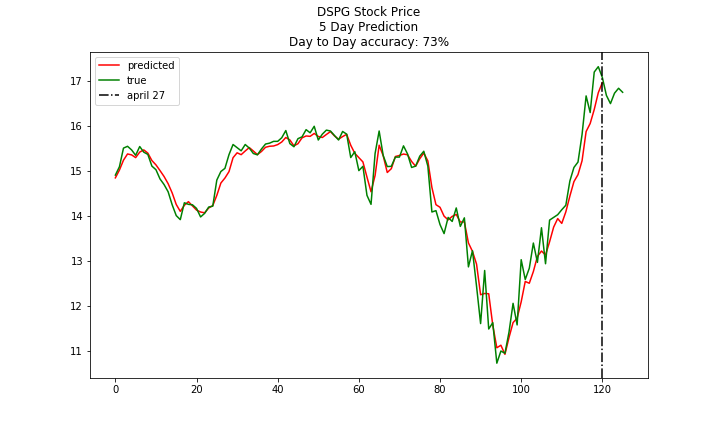 DSPG Stock Price
5 Day Prediction
Day to Day accuracy: 73%
predicted
true
april 27
17
16
15
14
13
12
11
0
20
40
60
80
100
120